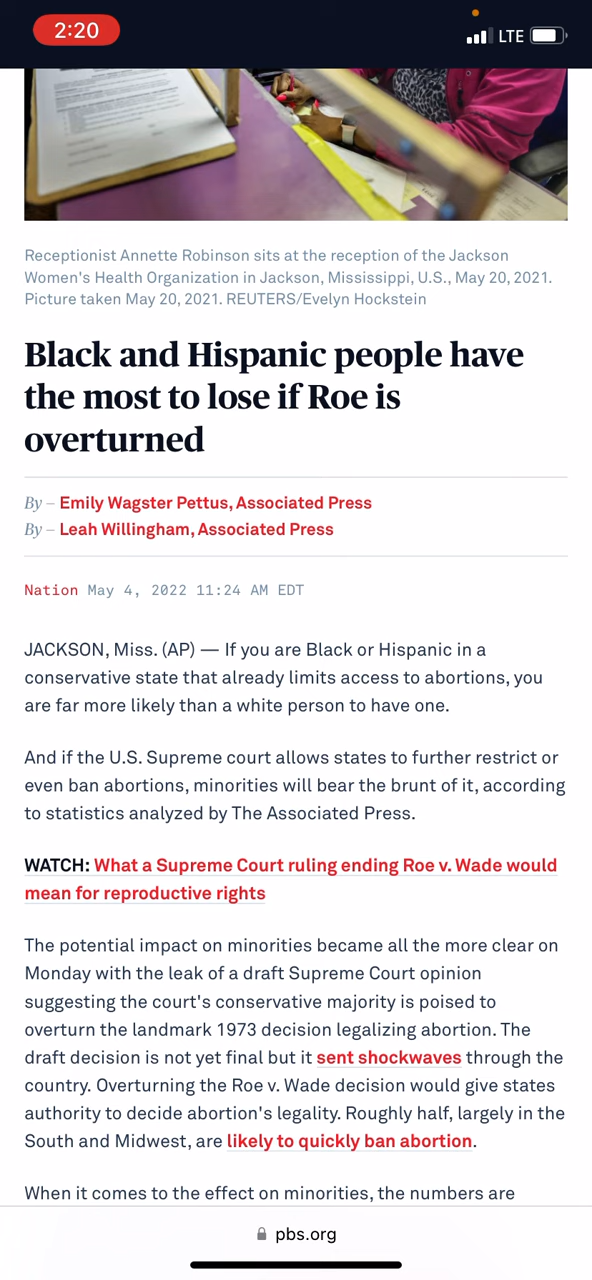 2:20
LTE
Receptionist Annette Robinson sits at the reception of the Jackson
Women's Health Organization in Jackson, Mississippi, U.S., May 20, 2021.
Picture taken May 20, 2021. REUTERS/Evelyn Hockstein
Black and Hispanic people have
the most to lose if Roe is
overturned
By – Emily Wagster Pettus, Associated Press
By – Leah Willingham, Associated Press
Nation May 4, 2022 11:24 AM EDT
JACKSON, Miss. (AP) — If you are Black or Hispanic in a
conservative state that already limits access to abortions, you
are far more likely than a white person to have one.
And if the U.S. Supreme court allows states to further restrict or
even ban abortions, minorities will bear the brunt of it, according
to statistics analyzed by The Associated Press.
WATCH: What a Supreme Court ruling ending Roe v. Wade would
mean for reproductive rights
The potential impact on minorities became all the more clear on
Monday with the leak of a draft Supreme Court opinion
suggesting the court's conservative majority is poised to
overturn the landmark 1973 decision legalizing abortion. The
draft decision is not yet final but it sent shockwaves through the
country. Overturning the Roe v. Wade decision would give states
authority to decide abortion's legality. Roughly half, largely in the
South and Midwest, are likely to quickly ban abortion.
When it comes to the effect on minorities, the numbers are
pbs.org